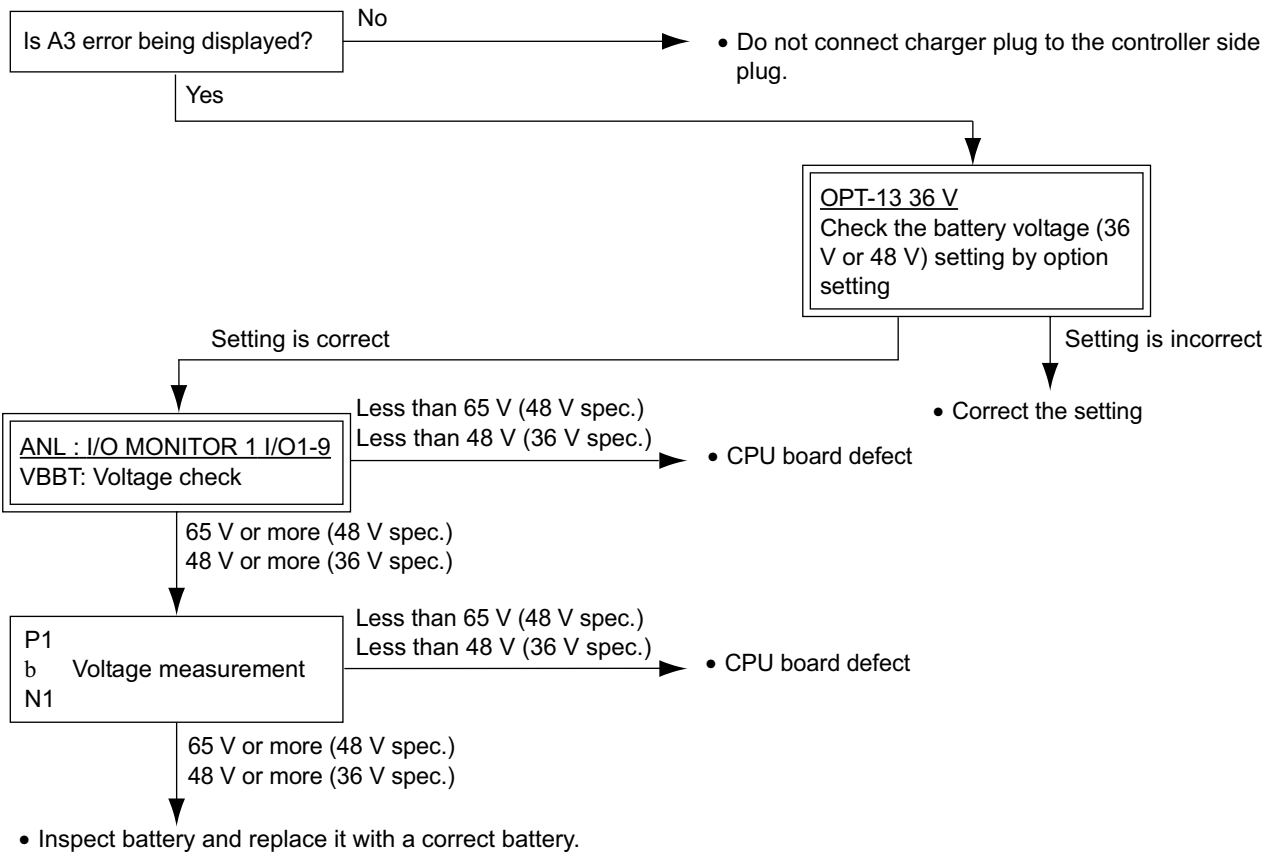 Is A3 error being displayed?
No
• Do not connect charger plug to the controller side
plug.
Yes
OPT-13 36 V
Check the battery voltage (36
V or 48 V) setting by option
setting
Setting is correct
Setting is incorrect
• Correct the setting
ANL : I/O MONITOR 1 I/O1-9
VBBT: Voltage check
Less than 65 V (48 V spec.)
Less than 48 V (36 V spec.)
• CPU board defect
65 V or more (48 V spec.)
48 V or more (36 V spec.)
P1
b Voltage measurement
N1
Less than 65 V (48 V spec.)
Less than 48 V (36 V spec.)
• CPU board defect
65 V or more (48 V spec.)
48 V or more (36 V spec.)
• Inspect battery and replace it with a correct battery.